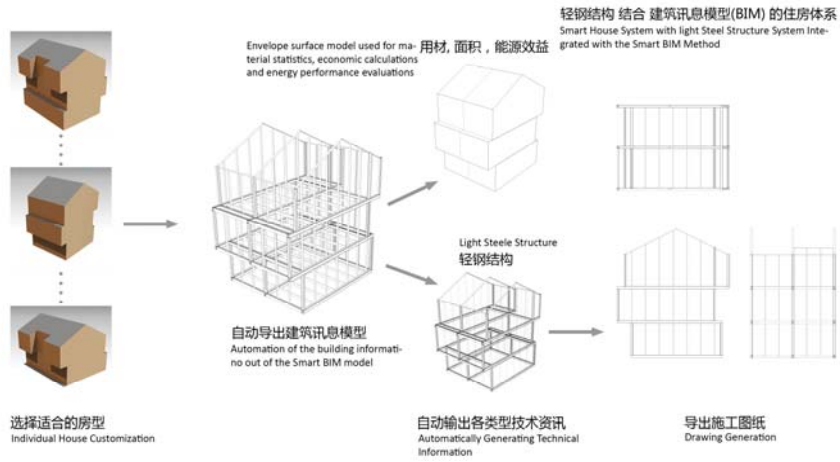 轻钢结构 结合 建筑讯息模型(BIM) 的住房体系
Smart House System with light Steel Structure System Inte-
grated with the Smart BIM Method
Envelope surface model used for ma-
terial statistics, economic calculations
and energy performance evaluations
用材, 面积，能源效益
Light Steele Structure
轻钢结构
自动导出建筑讯息模型
Automation of the building informati-
no out of the Smart BIM model
选择适合的房型
Individual House Customization
自动输出各类型技术资讯
Automatically Generating Technical
Information
导出施工图纸
Drawing Generation